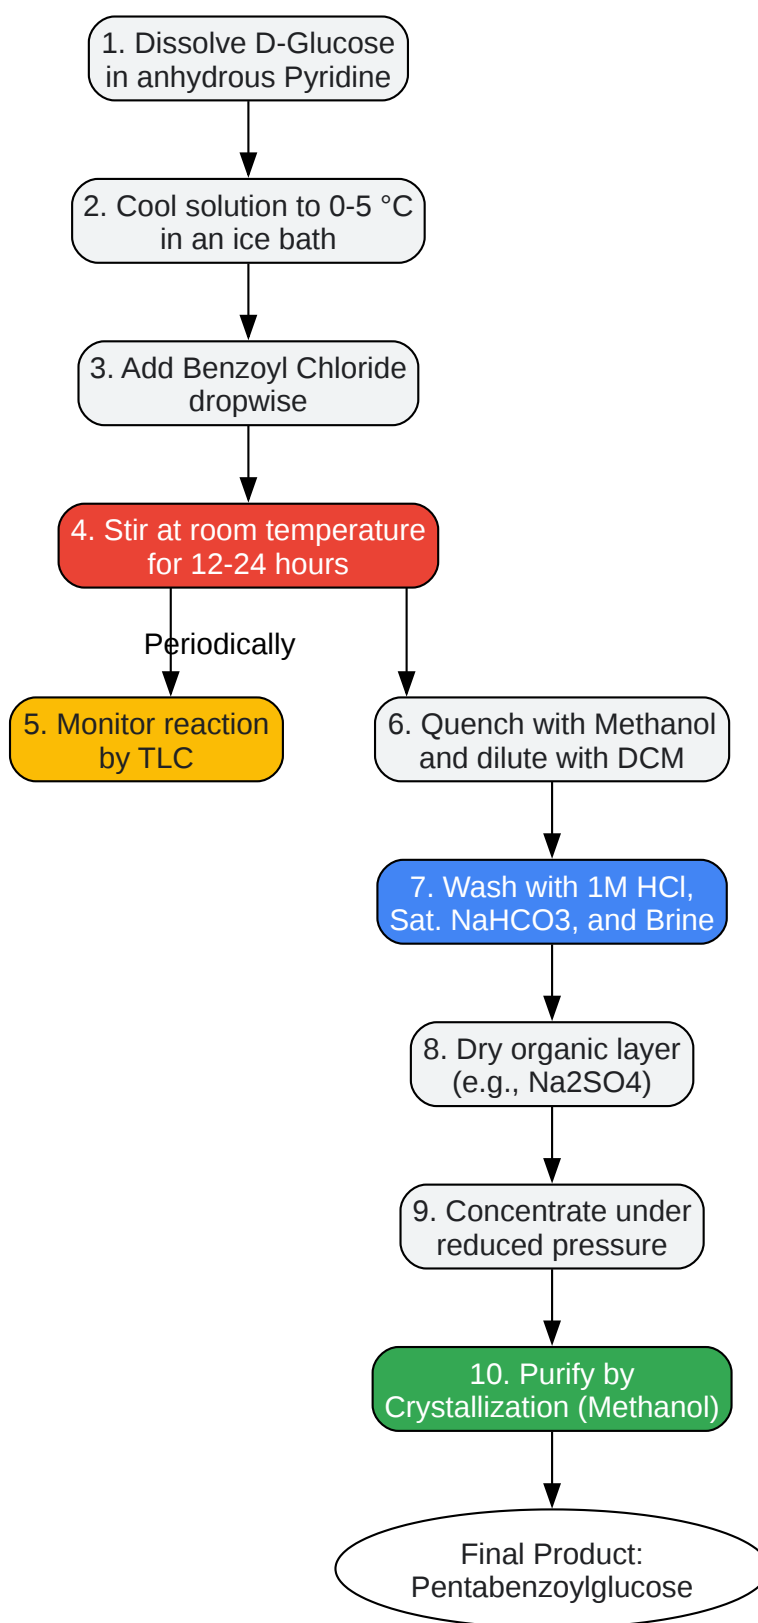 1. Dissolve D-Glucose
in anhydrous Pyridine
2. Cool solution to 0-5 °C
in an ice bath
3. Add Benzoyl Chloride
dropwise
4. Stir at room temperature
for 12-24 hours
Periodically
5. Monitor reaction
by TLC
6. Quench with Methanol
and dilute with DCM
7. Wash with 1M HCl,
Sat. NaHCO3, and Brine
8. Dry organic layer
(e.g., Na2SO4)
9. Concentrate under
reduced pressure
10. Purify by
Crystallization (Methanol)
Final Product:
Pentabenzoylglucose